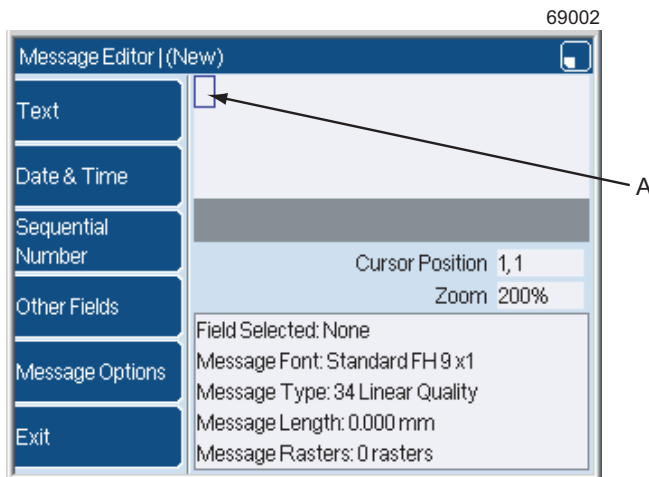 69002
Message Editor | (New)
Text
Date & Time
Sequential
Number
Other Fields
Message Options
Exit
A
Cursor Position 1,1
Zoom 200%
Field Selected: None
Message Font: Standard FH 9 x1
Message Type: 34 Linear Quality
Message Length: 0.000 mm
Message Rasters: 0 rasters